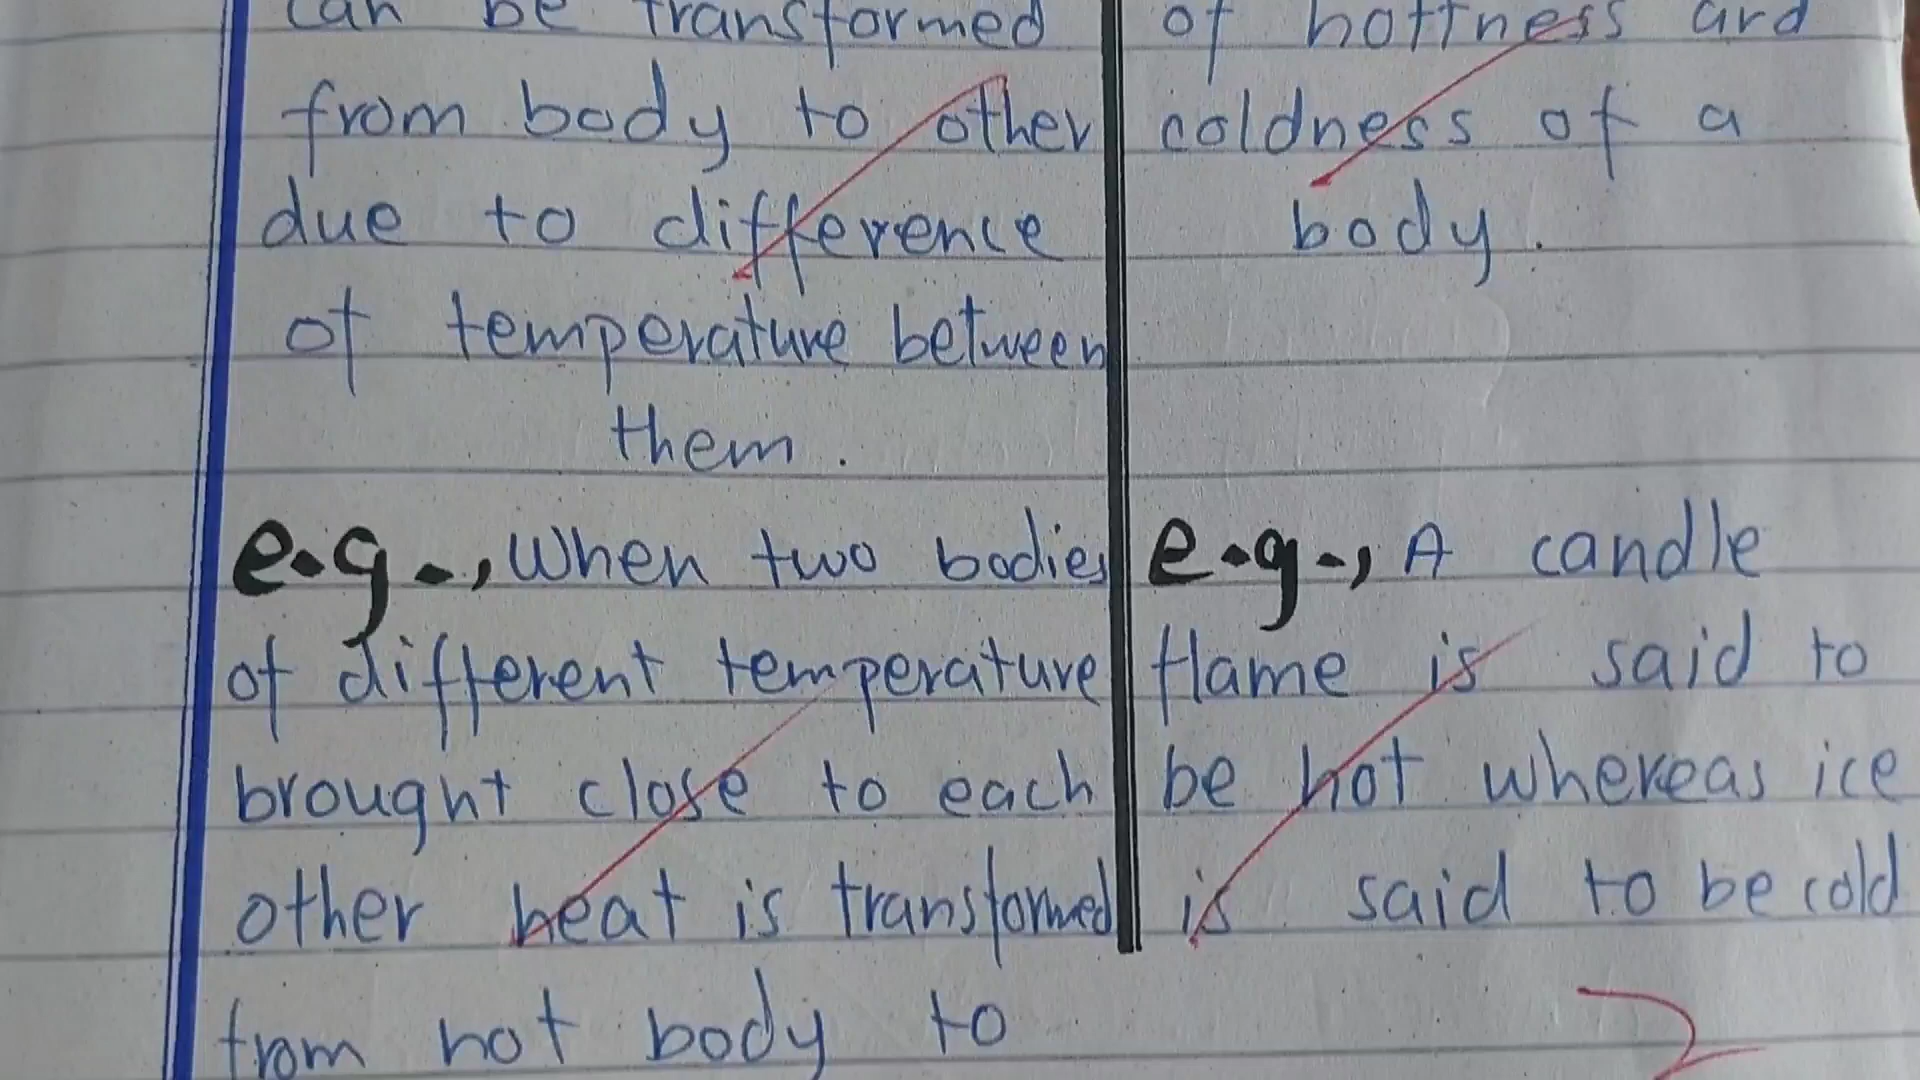 can be transformed
from body to other
due to difference
of temperature between
them.
e.g., When two bodies
of different temperature
brought close to each
other heat is transformed
from hot body to
of hottness and
coldness of a
body.
e.g., A candle
flame is said to
be hot whereas ice
is said to be cold
2